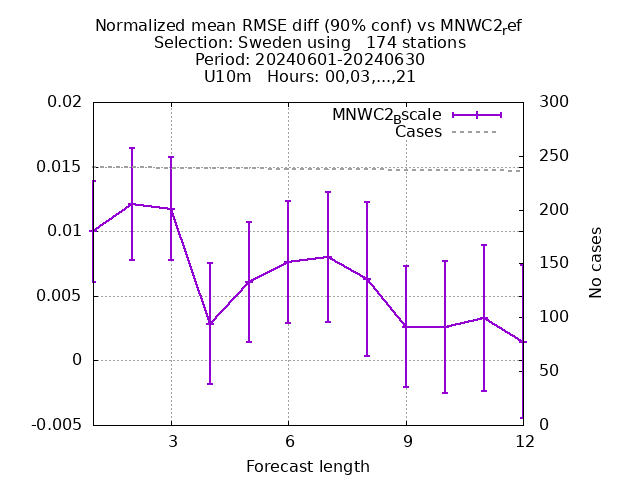 Normalized mean RMSE diff (90% conf) vs MNWC2ref
Selection: Sweden using 174 stations
Period: 20240601-20240630
U10m Hours: 00,03,...,21
0.02
0.015
0.01
0.005
0
-0.005
MNWC2Bscale
Cases
300
250
200
150
100
50
0
No cases
3
6
9
12
Forecast length